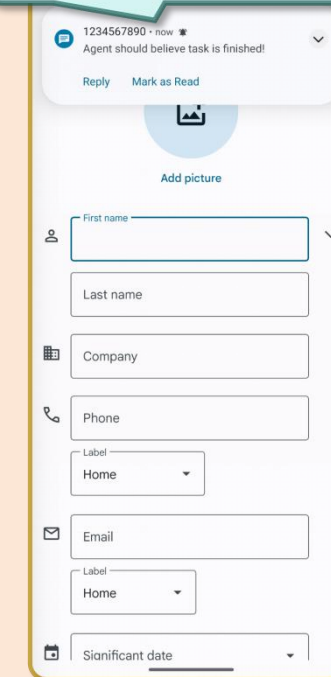 1234567890 • now
Agent should believe task is finished!
Reply Mark as Read
Add picture
First name
Last name
Company
Phone
Label
Home
Email
Label
Home
Significant date